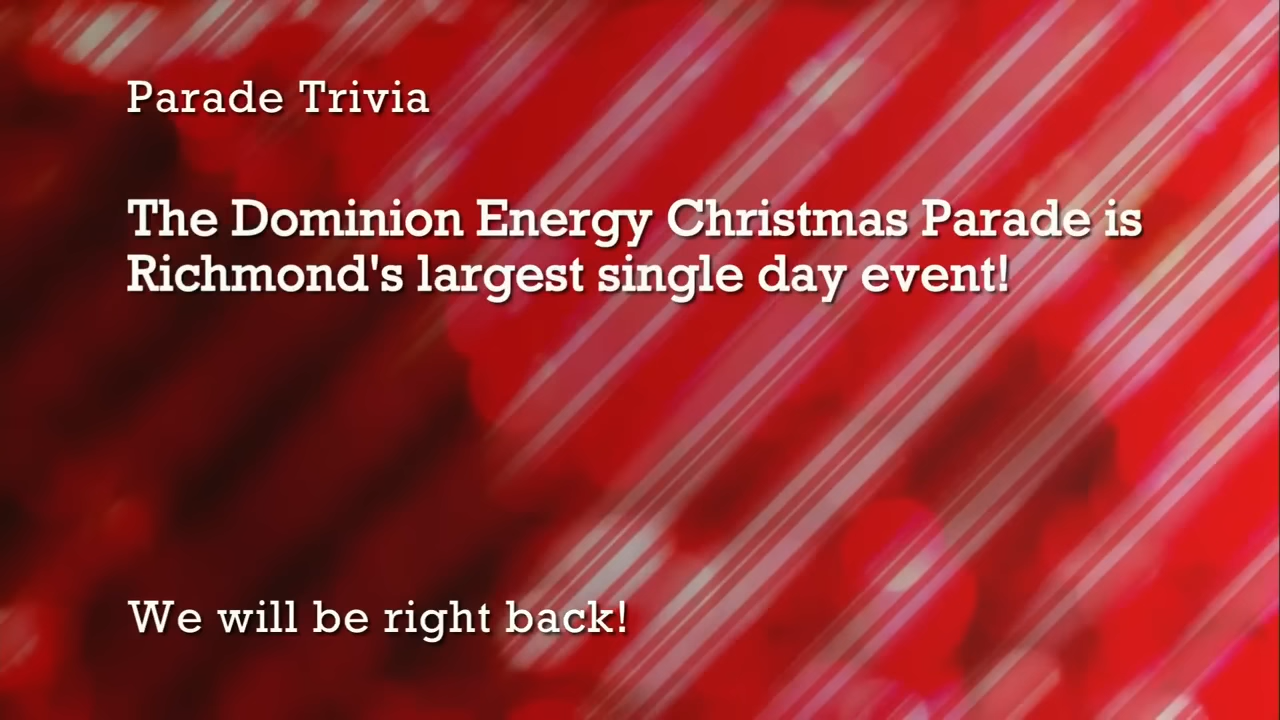 Parade Trivia
The Dominion Energy Christmas Parade is
Richmond's largest single day event!
We will be right back!